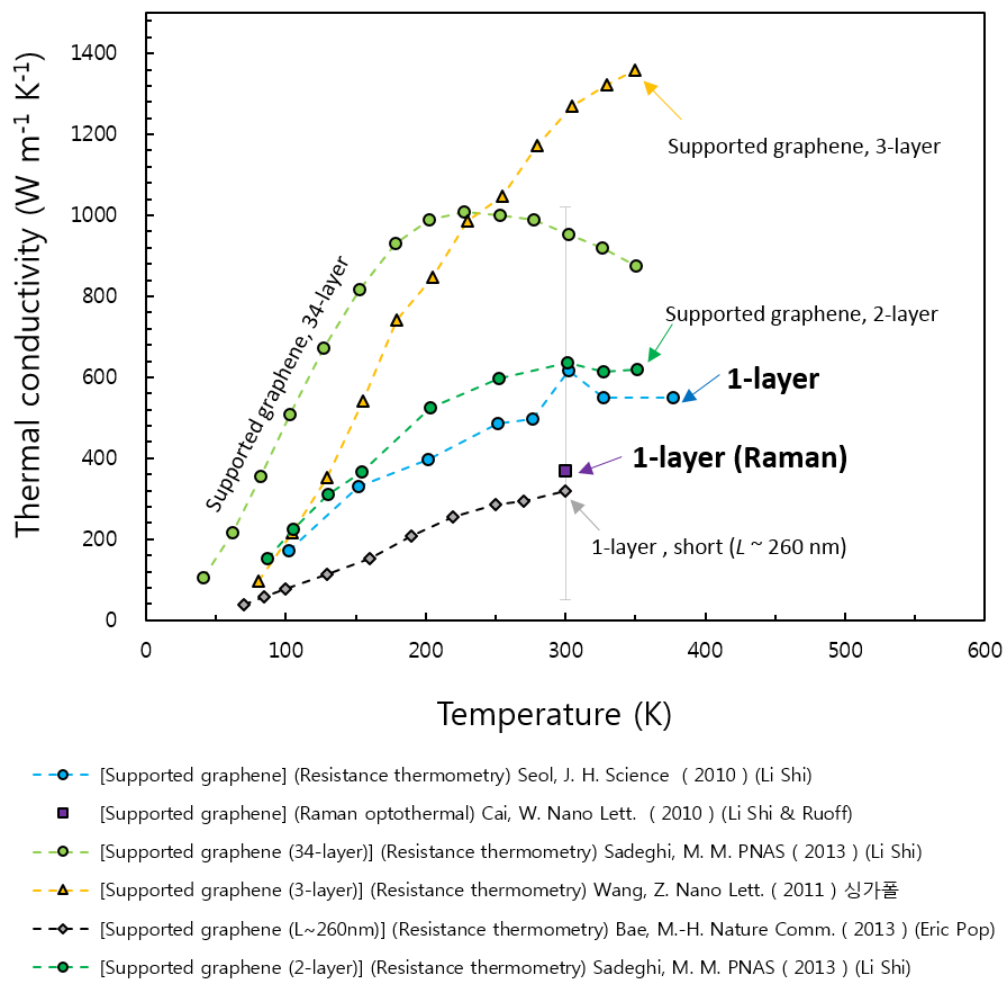 Thermal conductivity (W m⁻¹ K⁻¹)
1400
1200
1000
800
600
400
200
0
0
100
200
300
400
500
600
Temperature (K)
Supported graphene, 3-layer
Supported graphene, 34-layer
Supported graphene, 2-layer
1-layer
1-layer (Raman)
1-layer , short (L ~ 260 nm)
[Supported graphene] (Resistance thermometry) Seol, J. H. Science ( 2010 ) (Li Shi)
[Supported graphene] (Raman optothermal) Cai, W. Nano Lett. ( 2010 ) (Li Shi & Ruoff)
[Supported graphene (34-layer)] (Resistance thermometry) Sadeghi, M. M. PNAS ( 2013 ) (Li Shi)
[Supported graphene (3-layer)] (Resistance thermometry) Wang, Z. Nano Lett. ( 2011 ) 싱가폴
[Supported graphene (L~260nm)] (Resistance thermometry) Bae, M.-H. Nature Comm. ( 2013 ) (Eric Pop)
[Supported graphene (2-layer)] (Resistance thermometry) Sadeghi, M. M. PNAS ( 2013 ) (Li Shi)